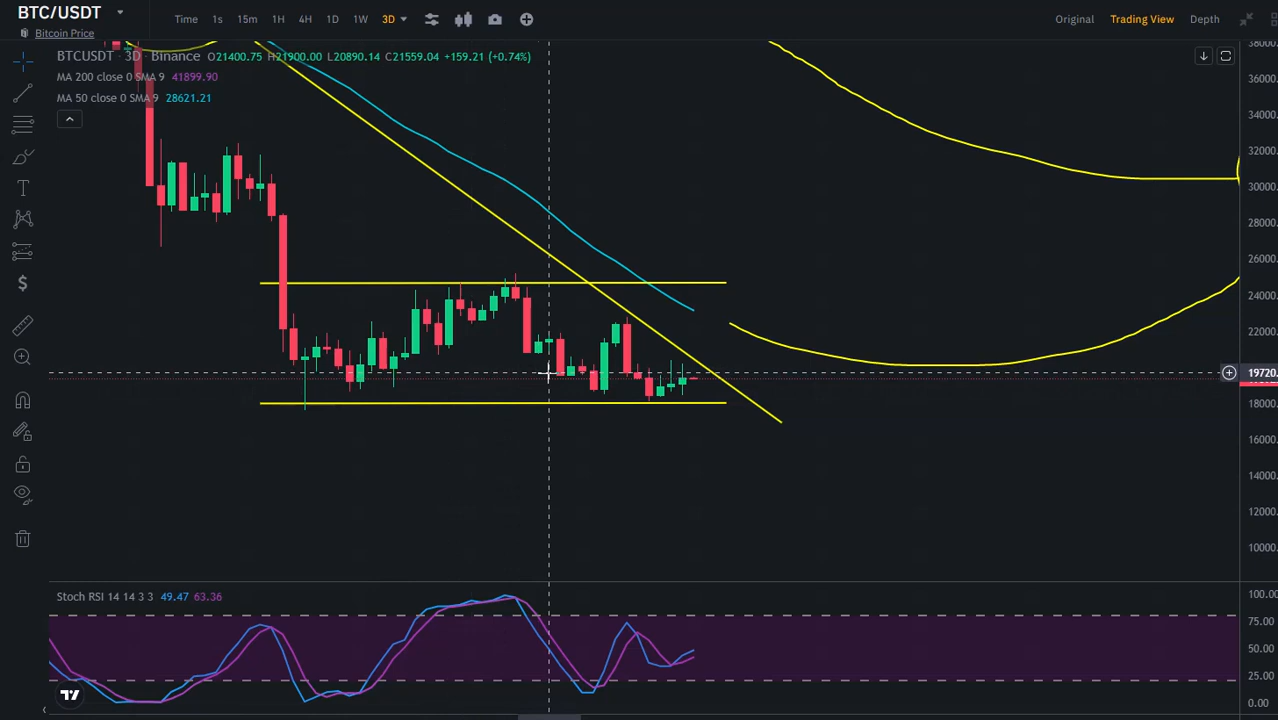 BTC/USDT
Bitcoin Price
Time 1s 15m 1H 4H 1D 1W 3D
Original Trading View Depth
BTCUSDT · 3D · Binance O21400.75 H21900.00 L20890.14 C21559.04 +159.21 (+0.74%)
MA 200 close 0 SMA 9 41899.90
MA 50 close 0 SMA 9 28621.21
38000
36000.
34000.
32000.
30000.
28000.
26000.
24000.
22000.
19720.
18000.
16000.
14000.
12000.
10000.
Stoch RSI 14 14 3 3 49.47 63.36
100.00
75.00
50.00
25.00
0.00